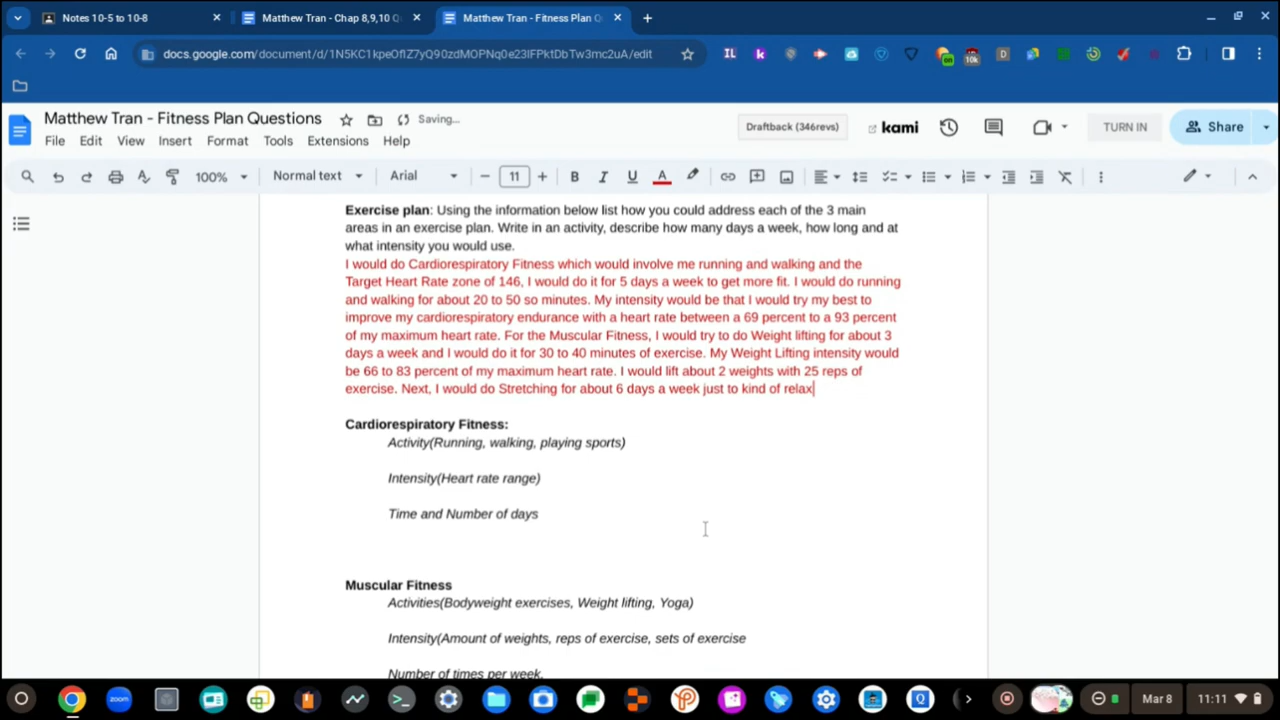 Notes 10-5 to 10-8
Matthew Tran - Chap 8,9,10 Q
Matthew Tran - Fitness Plan Q
docs.google.com/document/d/1N5KC1kpeOfIZ7yQ90zdMOPNq0e23IFPktDbTw3mc2uA/edit
Matthew Tran - Fitness Plan Questions
Saving...
File Edit View Insert Format Tools Extensions Help
Draftback (346revs)
kami
TURN IN
Share
100% Normal text Arial 11
Exercise plan: Using the information below list how you could address each of the 3 main
areas in an exercise plan. Write in an activity, describe how many days a week, how long and at
what intensity you would use.
I would do Cardiorespiratory Fitness which would involve me running and walking and the
Target Heart Rate zone of 146, I would do it for 5 days a week to get more fit. I would do running
and walking for about 20 to 50 so minutes. My intensity would be that I would try my best to
improve my cardiorespiratory endurance with a heart rate between a 69 percent to a 93 percent
of my maximum heart rate. For the Muscular Fitness, I would try to do Weight lifting for about 3
days a week and I would do it for 30 to 40 minutes of exercise. My Weight Lifting intensity would
be 66 to 83 percent of my maximum heart rate. I would lift about 2 weights with 25 reps of
exercise. Next, I would do Stretching for about 6 days a week just to kind of relax
Cardiorespiratory Fitness:
Activity(Running, walking, playing sports)
Intensity(Heart rate range)
Time and Number of days
Muscular Fitness
Activities(Bodyweight exercises, Weight lifting, Yoga)
Intensity(Amount of weights, reps of exercise, sets of exercise
Number of times per week.
zoom
Mar 8
11:11